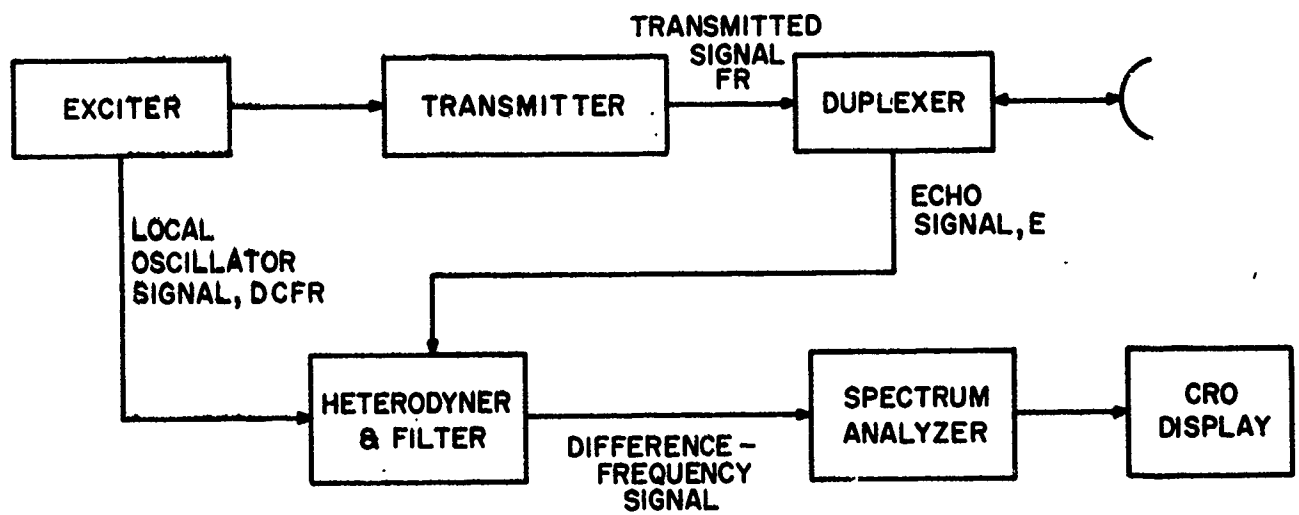 TRANSMITTED
SIGNAL
FR
EXCITER
TRANSMITTER
DUPLEXER
ECHO
SIGNAL, E
LOCAL
OSCILLATOR
SIGNAL, DCFR
HETERODYNER
& FILTER
SPECTRUM
ANALYZER
CRO
DISPLAY
DIFFERENCE-
FREQUENCY
SIGNAL